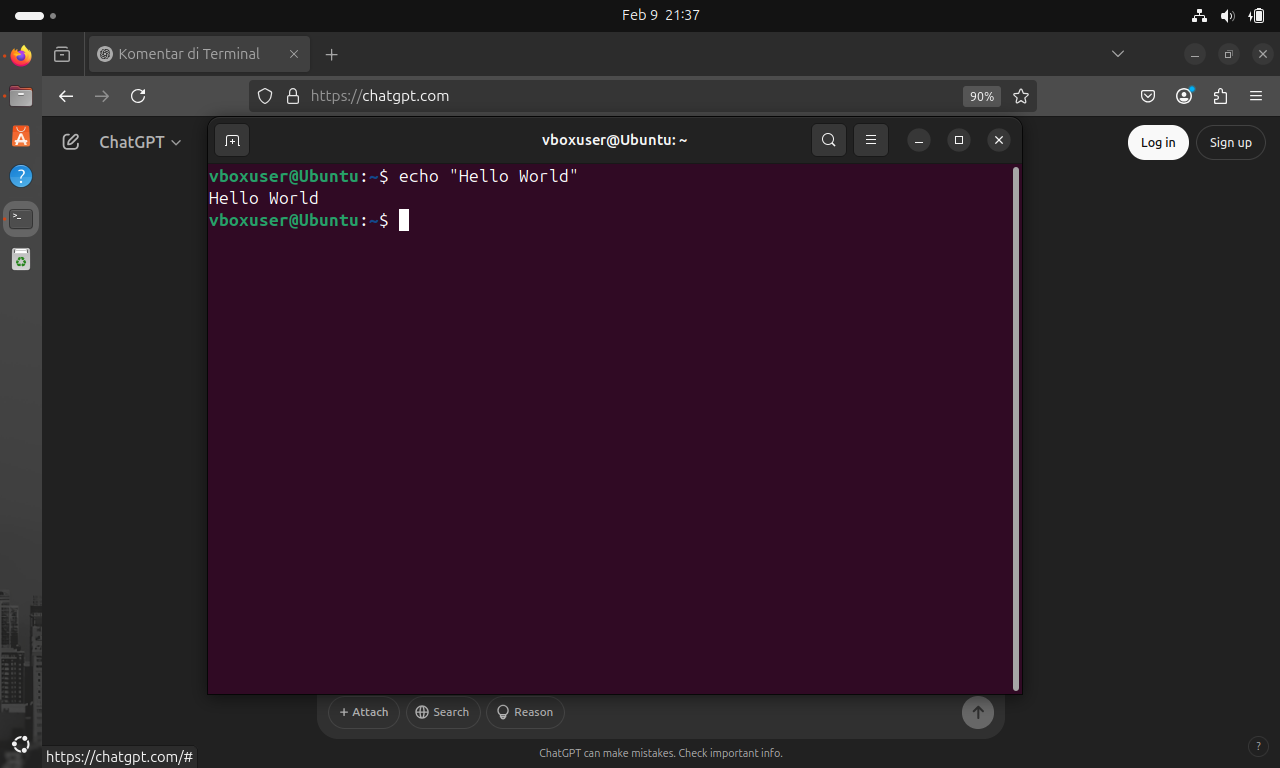 Feb 9 21:37
Komentar di Terminal
https://chatgpt.com
90%
ChatGPT
Log in
Sign up
vboxuser@Ubuntu: ~
vboxuser@Ubuntu:~$ echo "Hello World"
Hello World
vboxuser@Ubuntu:~$
+ Attach
Search
Reason
ChatGPT can make mistakes. Check important info.
?
https://chatgpt.com/#